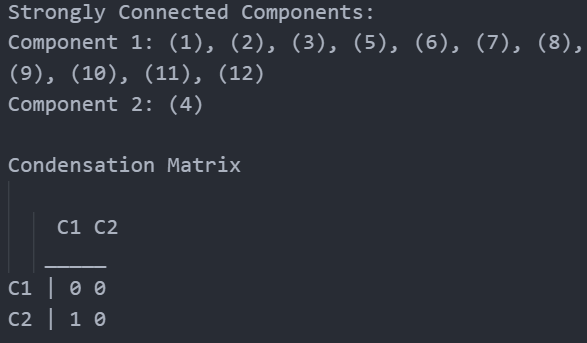 Strongly Connected Components:
Component 1: (1), (2), (3), (5), (6), (7), (8),
(9), (10), (11), (12)
Component 2: (4)
Condensation Matrix
C1 C2
_____
C1 | 0 0
C2 | 1 0